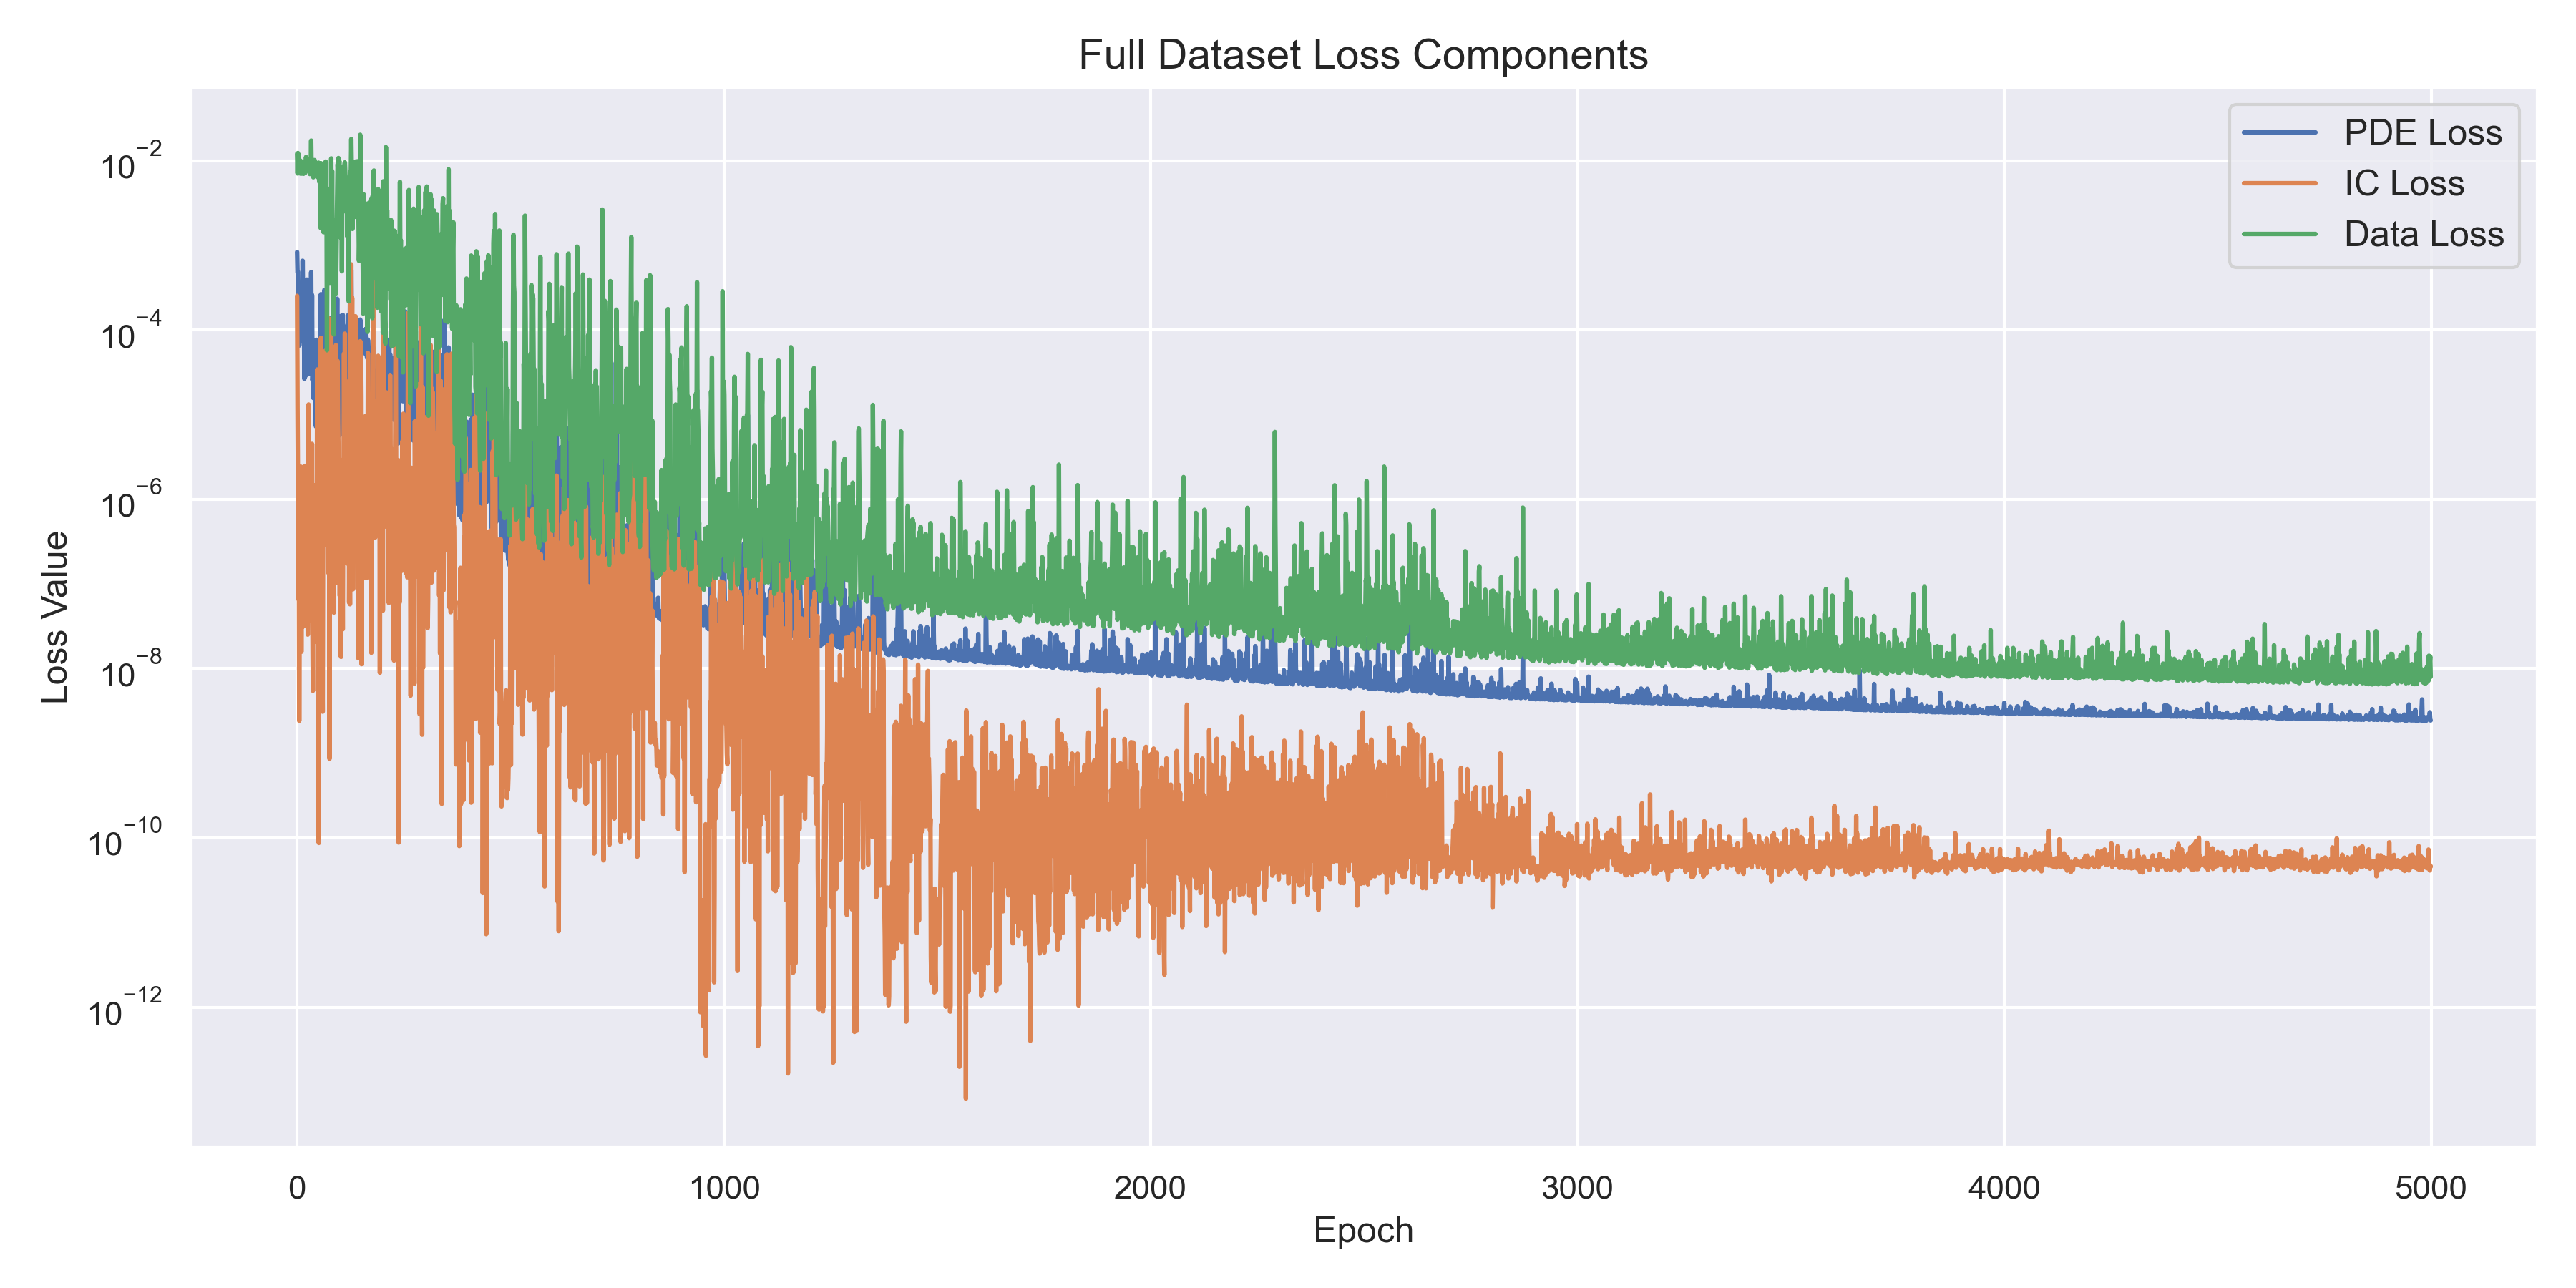 Full Dataset Loss Components
PDE Loss
IC Loss
Data Loss
Loss Value
10⁻²
10⁻⁴
10⁻⁶
10⁻⁸
10⁻¹⁰
10⁻¹²
0 1000 2000 3000 4000 5000
Epoch